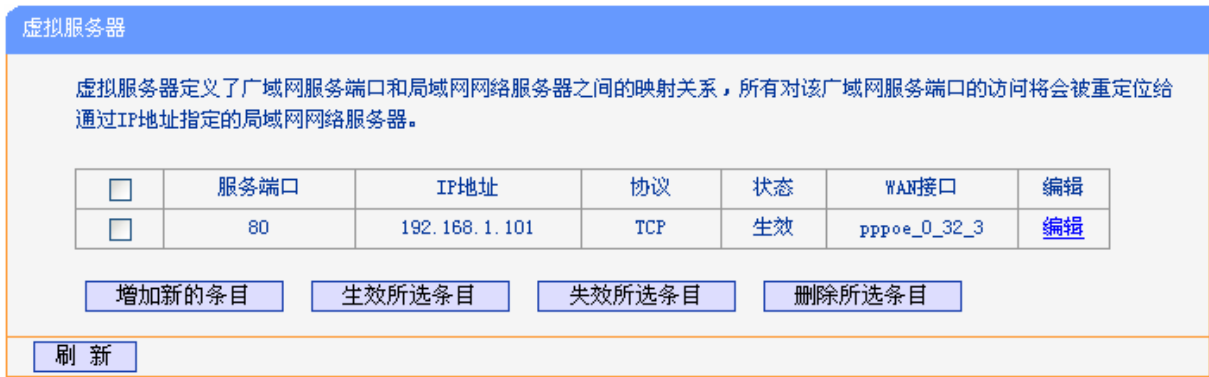 虚拟服务器
虚拟服务器定义了广域网服务端口和局域网网络服务器之间的映射关系，所有对该广域网服务端口的访问将会被重定位给
通过IP地址指定的局域网网络服务器。
服务端口 IP地址 协议 状态 WAN接口 编辑
80 192.168.1.101 TCP 生效 pppoe_0_32_3 编辑
增加新的条目 生效所选条目 失效所选条目 删除所选条目
刷 新